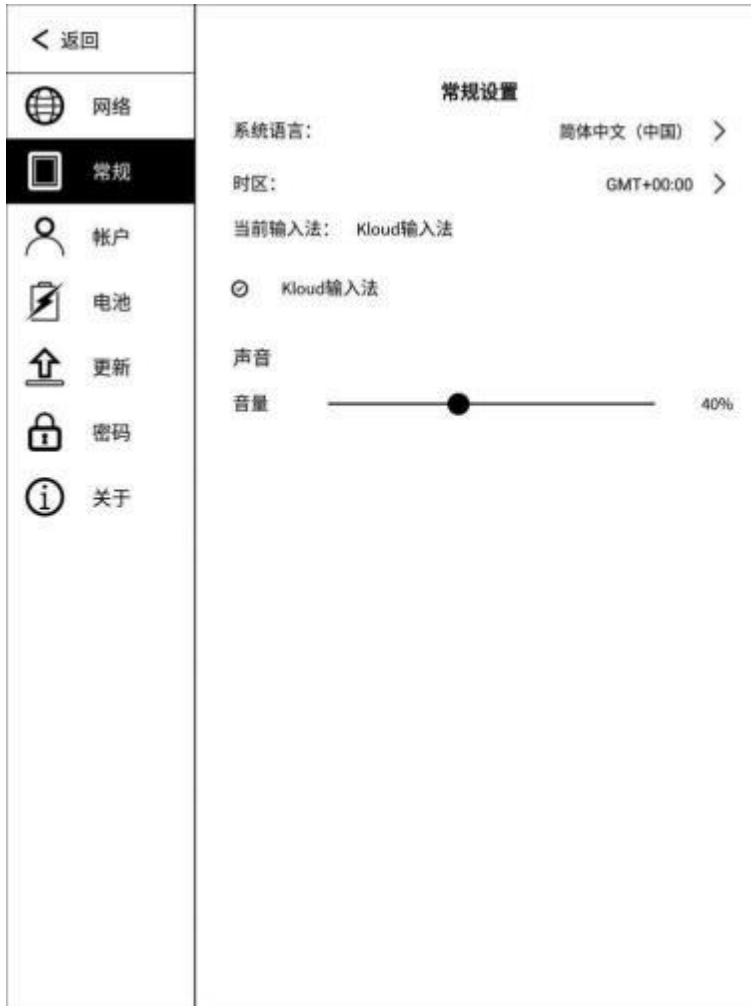 返回
网络
常规
帐户
电池
更新
密码
关于
常规设置
系统语言: 简体中文（中国）
时区: GMT+00:00
当前输入法: Kloud输入法
Kloud输入法
声音
音量 40%